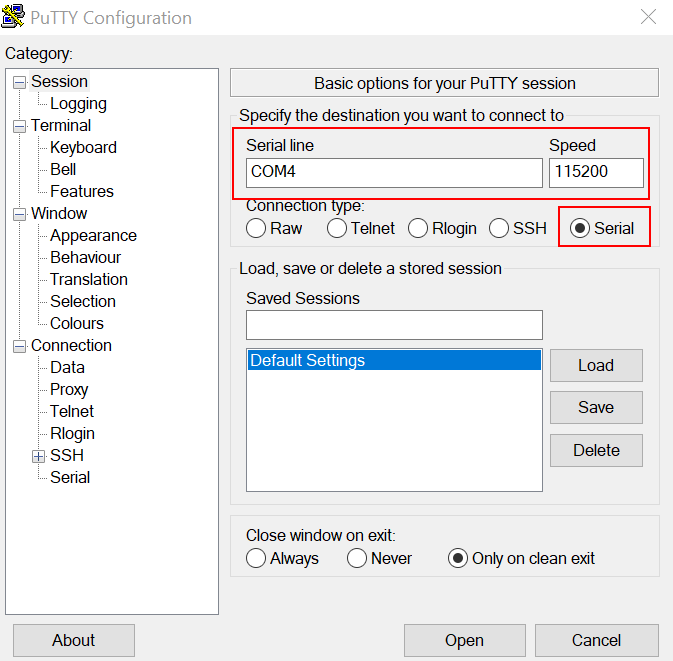 PuTTY Configuration
Category:
Session
Logging
Terminal
Keyboard
Bell
Features
Window
Appearance
Behaviour
Translation
Selection
Colours
Connection
Data
Proxy
Telnet
Rlogin
SSH
Serial
Basic options for your PuTTY session
Specify the destination you want to connect to
Serial line Speed
COM4 115200
Connection type:
Raw Telnet Rlogin SSH Serial
Load, save or delete a stored session
Saved Sessions
Default Settings
Load
Save
Delete
Close window on exit:
Always Never Only on clean exit
About Open Cancel